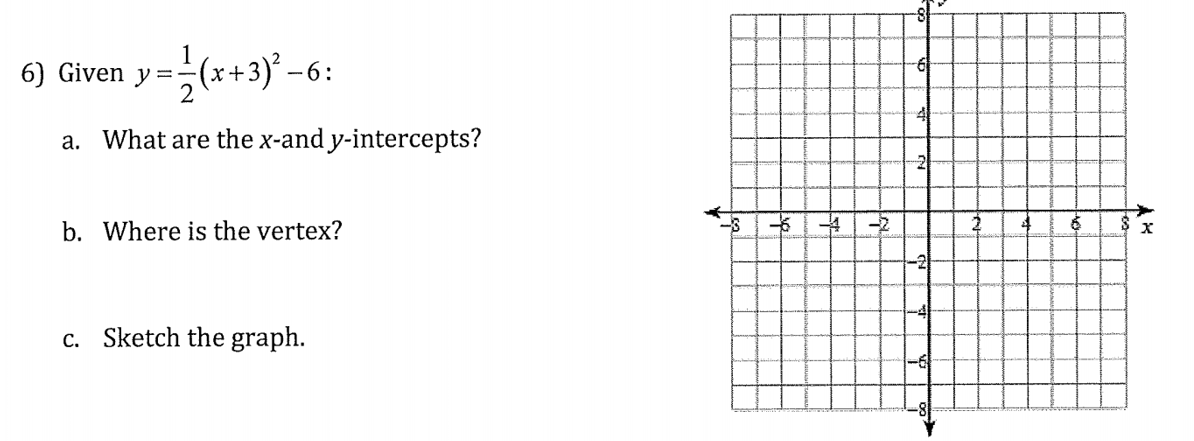 6) Given y = \frac{1}{2}(x+3)^2 - 6:
a. What are the x-and y-intercepts?
b. Where is the vertex?
c. Sketch the graph.
8
6
4
2
-8 -6 -4 -2 2 4 6 8 x
-2
-4
-6
-8